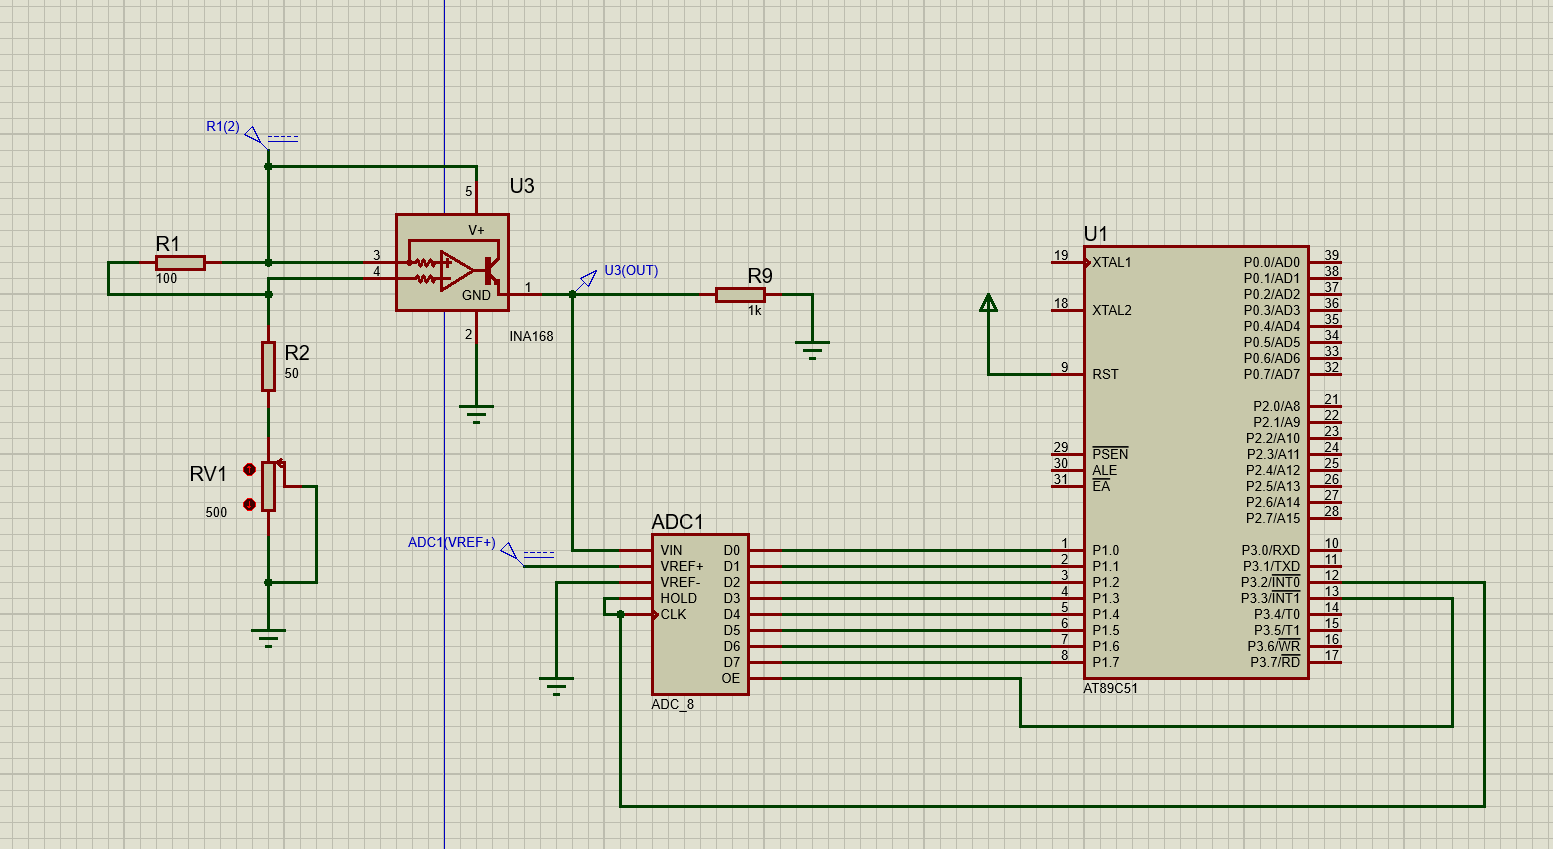 R1(2)
R1
100
R2
50
RV1
500
U3
5
V+
3
4
GND
1
2
INA168
U3(OUT)
R9
1k
ADC1(VREF+)
ADC1
VIN D0
VREF+ D1
VREF- D2
HOLD D3
CLK D4
D5
D6
D7
OE
ADC_8
U1
19 XTAL1 P0.0/AD0 39
P0.1/AD1 38
P0.2/AD2 37
18 XTAL2 P0.3/AD3 36
P0.4/AD4 35
P0.5/AD5 34
P0.6/AD6 33
9 RST P0.7/AD7 32
P2.0/A8 21
P2.1/A9 22
P2.2/A10 23
29 PSEN P2.3/A11 24
30 ALE P2.4/A12 25
31 EA P2.5/A13 26
P2.6/A14 27
P2.7/A15 28
1 P1.0 P3.0/RXD 10
2 P1.1 P3.1/TXD 11
3 P1.2 P3.2/INT0 12
4 P1.3 P3.3/INT1 13
5 P1.4 P3.4/T0 14
6 P1.5 P3.5/T1 15
7 P1.6 P3.6/WR 16
8 P1.7 P3.7/RD 17
AT89C51